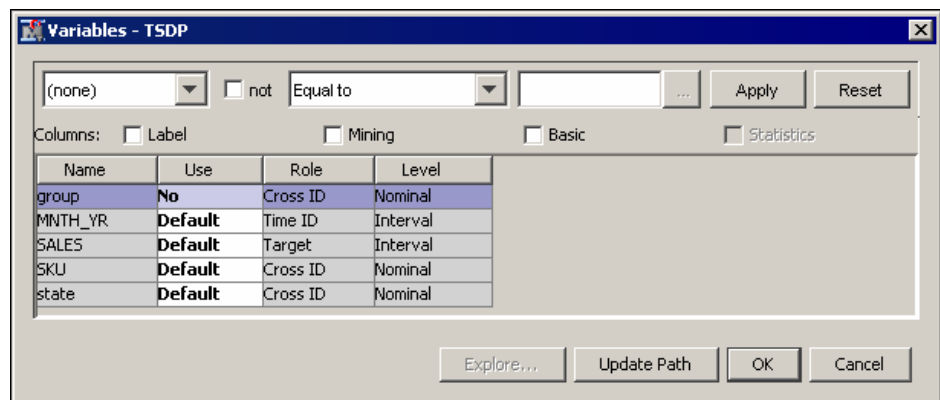 Variables - TSDP
(none) not Equal to ... Apply Reset
Columns: Label Mining Basic Statistics
Name Use Role Level
group No Cross ID Nominal
MNTH_YR Default Time ID Interval
SALES Default Target Interval
SKU Default Cross ID Nominal
state Default Cross ID Nominal
Explore... Update Path OK Cancel